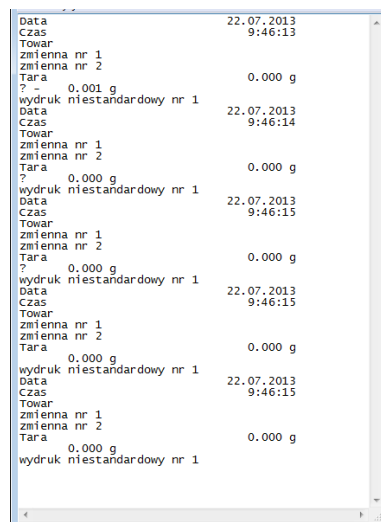 Data 22.07.2013
Czas 9:46:13
Towar
zmienna nr 1
zmienna nr 2
Tara 0.000 g
? - 0.001 g
wydruk niestandardowy nr 1
Data 22.07.2013
Czas 9:46:14
Towar
zmienna nr 1
zmienna nr 2
Tara 0.000 g
? 0.000 g
wydruk niestandardowy nr 1
Data 22.07.2013
Czas 9:46:15
Towar
zmienna nr 1
zmienna nr 2
Tara 0.000 g
? 0.000 g
wydruk niestandardowy nr 1
Data 22.07.2013
Czas 9:46:15
Towar
zmienna nr 1
zmienna nr 2
Tara 0.000 g
0.000 g
wydruk niestandardowy nr 1
Data 22.07.2013
Czas 9:46:15
Towar
zmienna nr 1
zmienna nr 2
Tara 0.000 g
0.000 g
wydruk niestandardowy nr 1